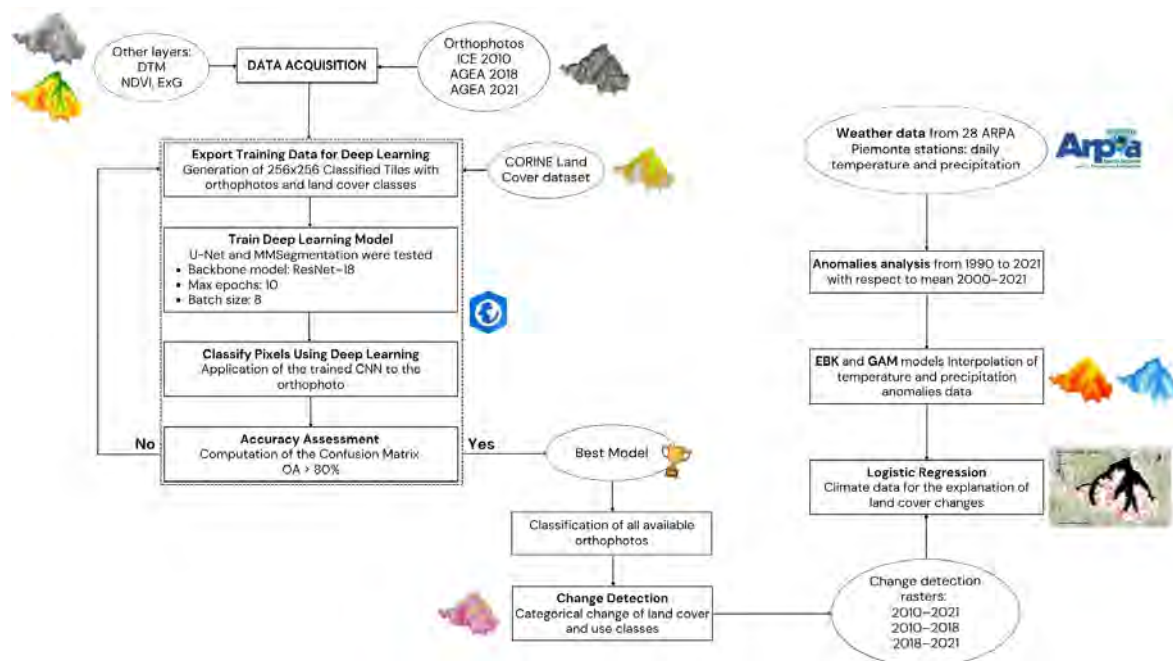 Other layers:
DTM
NDVI, ExG
DATA ACQUISITION
Orthophotos
ICE 2010
AGEA 2018
AGEA 2021
Export Training Data for Deep Learning
Generation of 256x256 Classified Tiles with
orthophotos and land cover classes
CORINE Land
Cover dataset
Train Deep Learning Model
U-Net and MMSegmentation were tested
• Backbone model: ResNet-18
• Max epochs: 10
• Batch size: 8
Classify Pixels Using Deep Learning
Application of the trained CNN to the
orthophoto
No
Accuracy Assessment
Computation of the Confusion Matrix
OA > 80%
Yes
Best Model
Classification of all available
orthophotos
Change Detection
Categorical change of land cover
and use classes
Change detection
rasters:
2010-2021
2010-2018
2018-2021
Weather data from 28 ARPA
Piemonte stations: daily
temperature and precipitation
Arpa
Anomalies analysis from 1990 to 2021
with respect to mean 2000-2021
EBK and GAM models Interpolation of
temperature and precipitation
anomalies data
Logistic Regression
Climate data for the explanation of
land cover changes